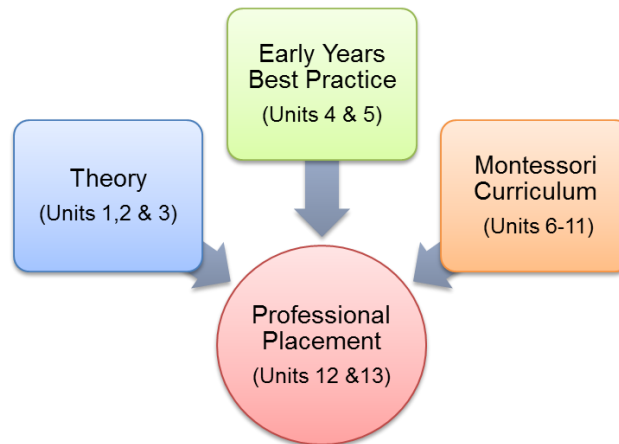 Early Years
Best Practice
(Units 4 & 5)
Theory
(Units 1,2 & 3)
Montessori
Curriculum
(Units 6-11)
Professional
Placement
(Units 12 &13)